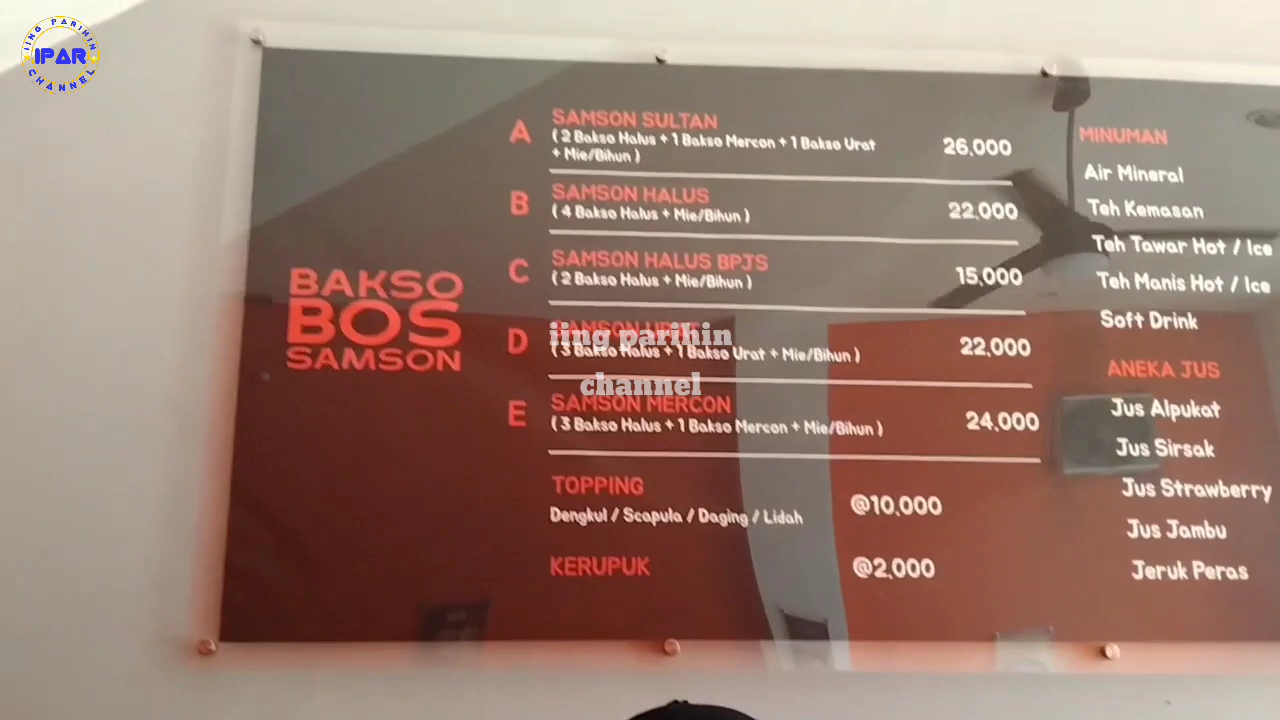 IING PARIHIN
IPAR
CHANNEL
BAKSO
BOS
SAMSON
A
SAMSON SULTAN
( 2 Bakso Halus + 1 Bakso Mercon + 1 Bakso Urat
+ Mie/Bihun )
26,000
B
SAMSON HALUS
( 4 Bakso Halus + Mie/Bihun )
22,000
C
SAMSON HALUS BPJS
( 2 Bakso Halus + Mie/Bihun )
15,000
D
SAMSON URAT
( 3 Bakso Halus + 1 Bakso Urat + Mie/Bihun )
22,000
iing parihin
channel
E
SAMSON MERCON
( 3 Bakso Halus + 1 Bakso Mercon + Mie/Bihun )
24,000
TOPPING
Dengkul / Scapula / Daging / Lidah
@10,000
KERUPUK
@2,000
MINUMAN
Air Mineral
Teh Kemasan
Teh Tawar Hot / Ice
Teh Manis Hot / Ice
Soft Drink
ANEKA JUS
Jus Alpukat
Jus Sirsak
Jus Strawberry
Jus Jambu
Jeruk Peras